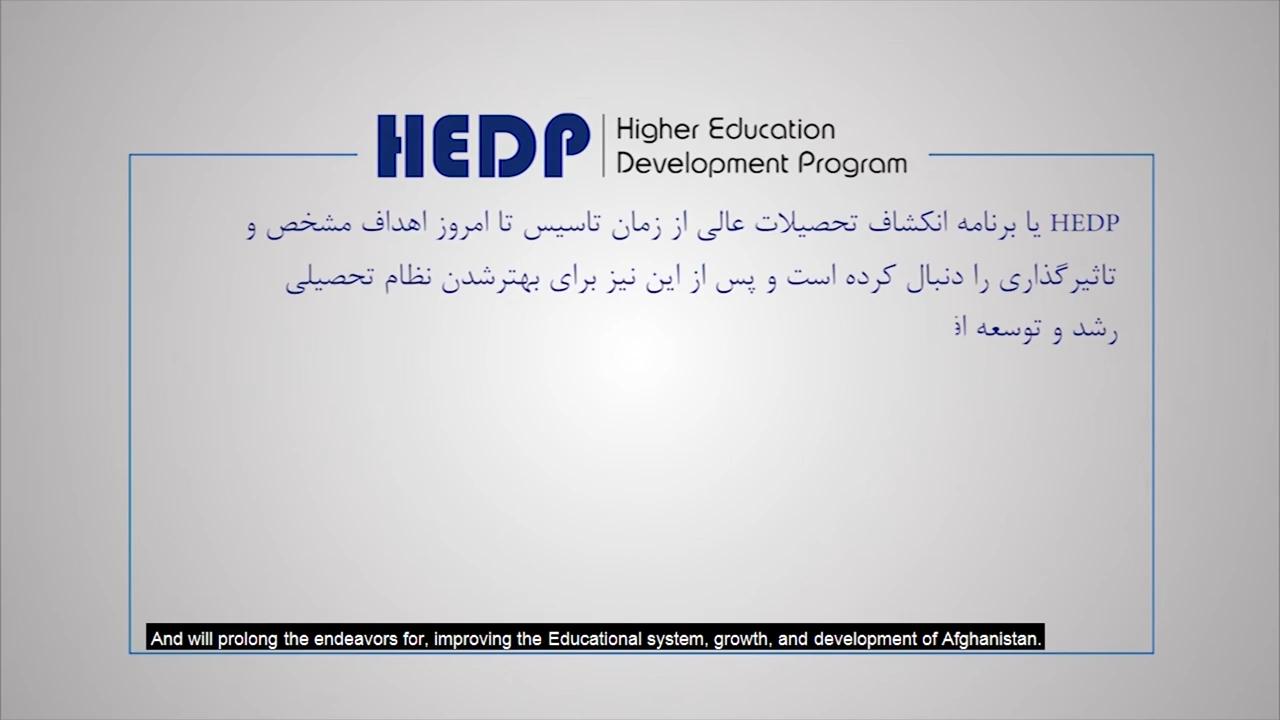 HEDP
Higher Education
Development Program
HEDP یا برنامه انکشاف تحصیلات عالی از زمان تاسیس تا امروز اهداف مشخص و
تاثیرگذاری را دنبال کرده است و پس از این نیز برای بهترشدن نظام تحصیلی
رشد و توسعه
And will prolong the endeavors for, improving the Educational system, growth, and development of Afghanistan.